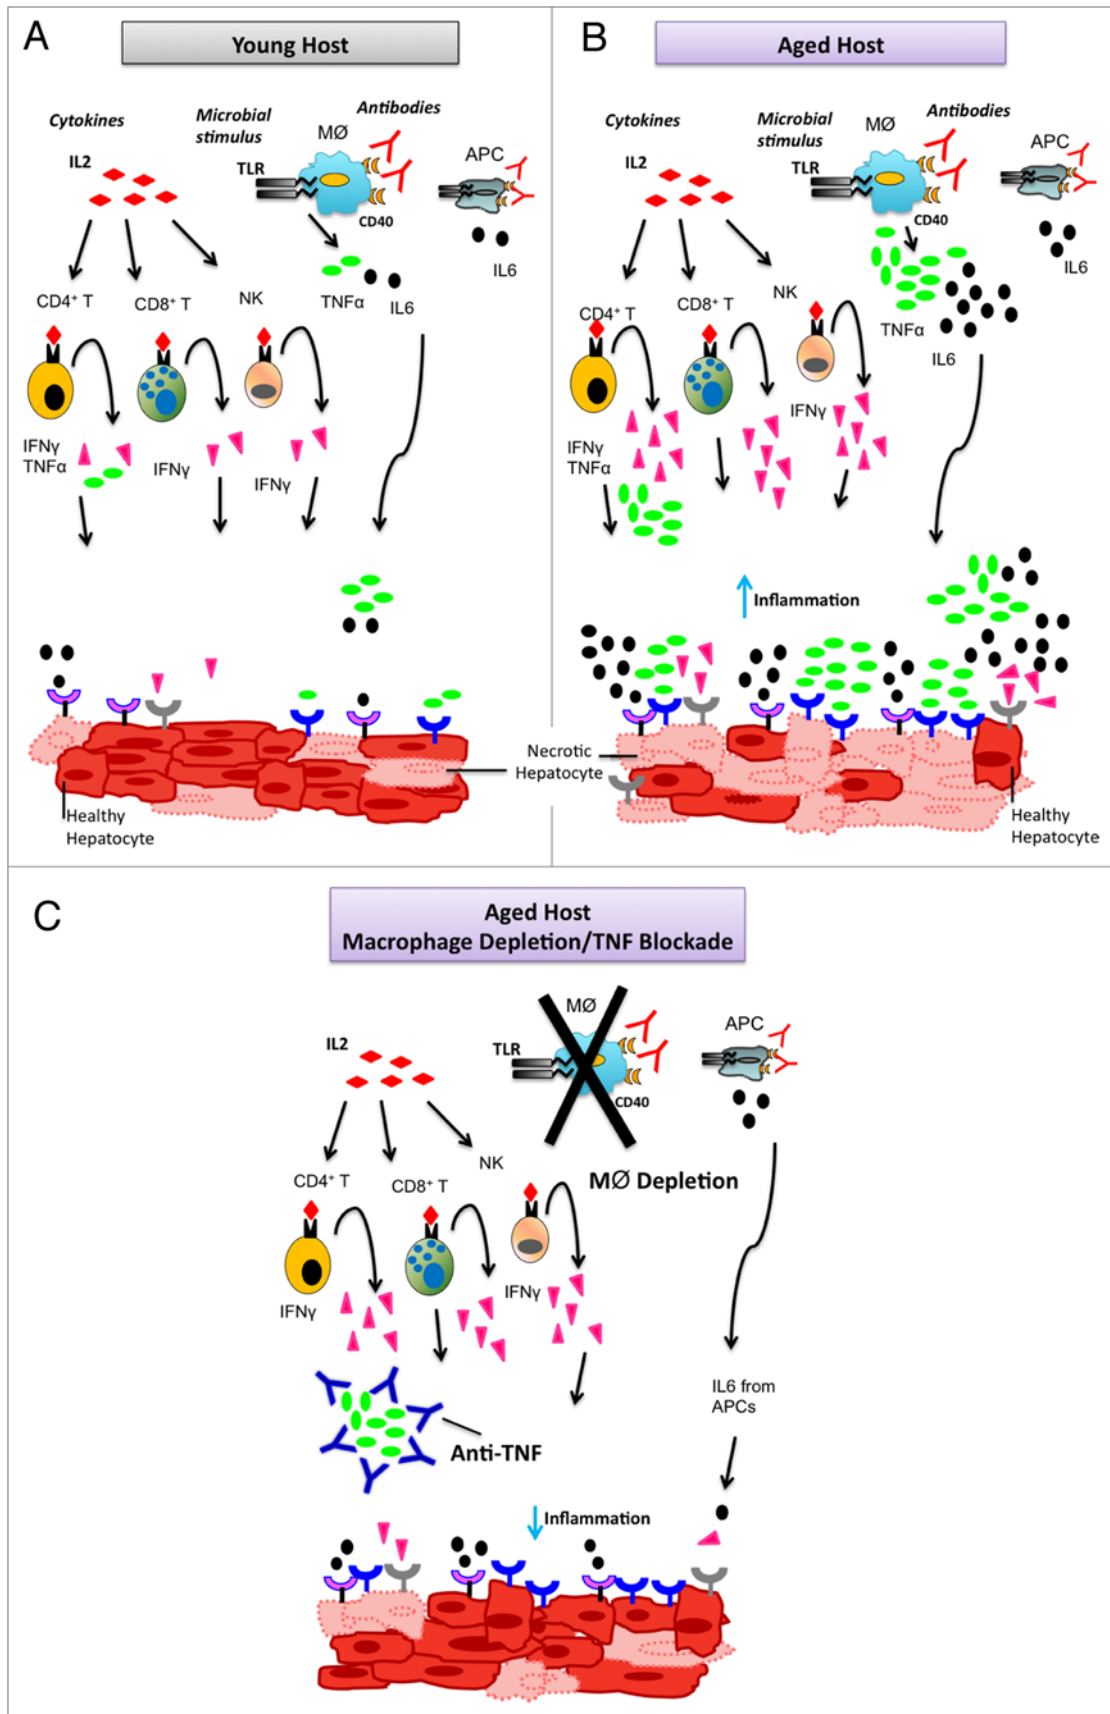 A
Young Host
Cytokines
Microbial
stimulus
Antibodies
IL2
TLR
MØ
CD40
APC
IL6
TNFα
IL6
CD4⁺ T
CD8⁺ T
NK
IFNγ
TNFα
IFNγ
IFNγ
Healthy
Hepatocyte
Necrotic
Hepatocyte
B
Aged Host
Cytokines
Microbial
stimulus
Antibodies
IL2
TLR
MØ
CD40
APC
IL6
TNFα
IL6
CD4⁺ T
CD8⁺ T
NK
IFNγ
TNFα
IFNγ
Inflammation
Healthy
Hepatocyte
C
Aged Host
Macrophage Depletion/TNF Blockade
IL2
TLR
MØ
CD40
APC
MØ Depletion
CD4⁺ T
CD8⁺ T
NK
IFNγ
IFNγ
IL6 from
APCs
Anti-TNF
Inflammation